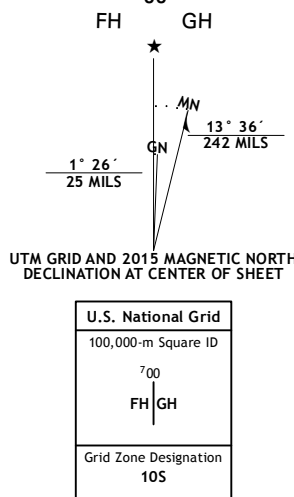 FH GH
★
MN
GN
13° 36´
242 MILS
1° 26´
25 MILS
UTM GRID AND 2015 MAGNETIC NORTH
DECLINATION AT CENTER OF SHEET
U.S. National Grid
100,000-m Square ID
⁷00
FH GH
Grid Zone Designation
10S